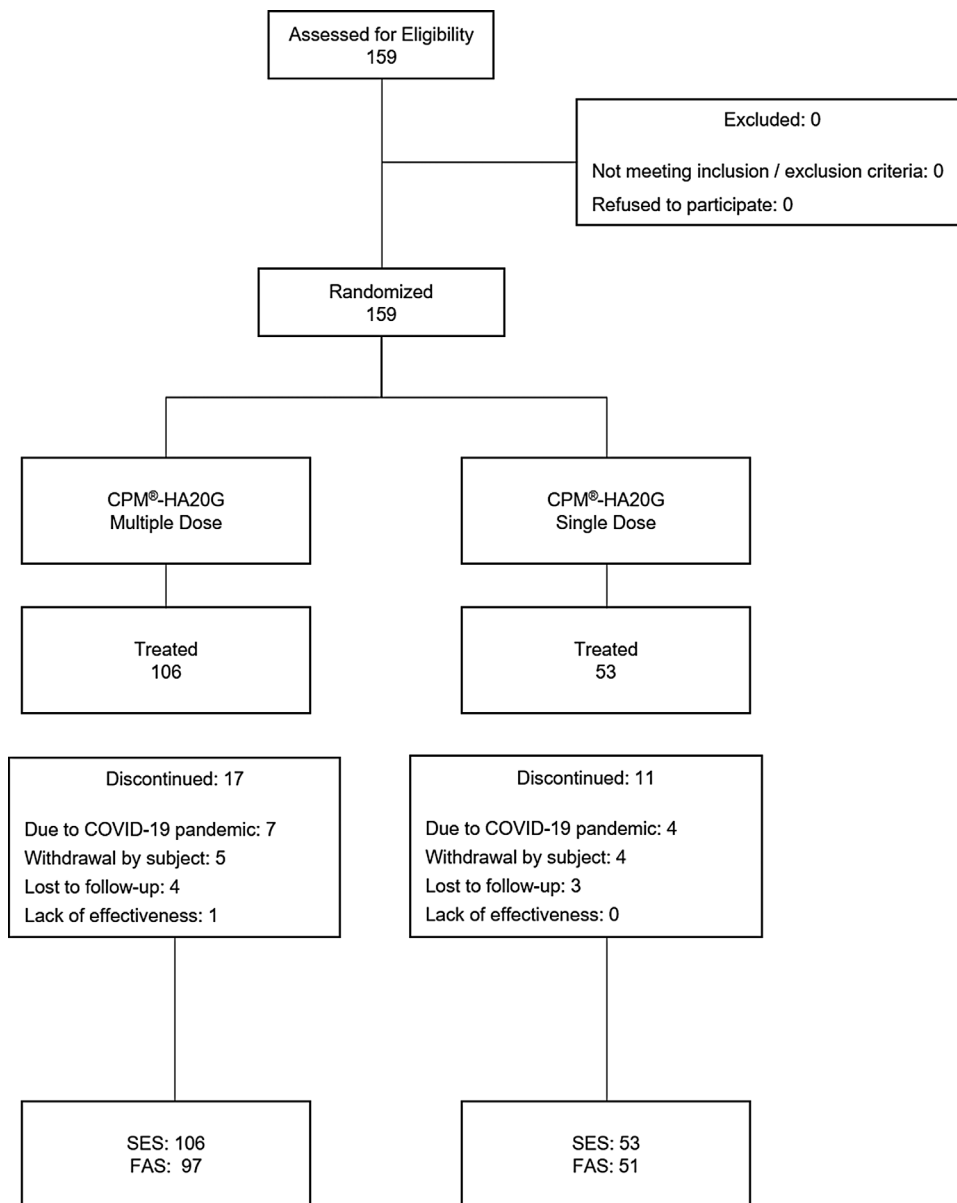 Assessed for Eligibility
159
Excluded: 0
Not meeting inclusion / exclusion criteria: 0
Refused to participate: 0
Randomized
159
CPM®-HA20G
Multiple Dose
CPM®-HA20G
Single Dose
Treated
106
Treated
53
Discontinued: 17
Due to COVID-19 pandemic: 7
Withdrawal by subject: 5
Lost to follow-up: 4
Lack of effectiveness: 1
Discontinued: 11
Due to COVID-19 pandemic: 4
Withdrawal by subject: 4
Lost to follow-up: 3
Lack of effectiveness: 0
SES: 106
FAS: 97
SES: 53
FAS: 51